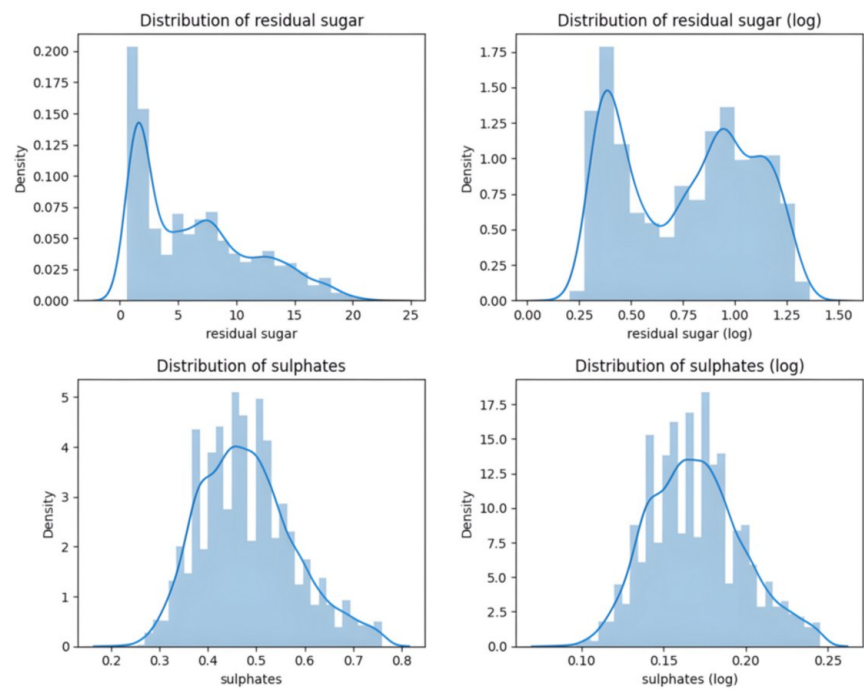 Distribution of residual sugar
Density
0.200
0.175
0.150
0.125
0.100
0.075
0.050
0.025
0.000
0 5 10 15 20 25
residual sugar
Distribution of residual sugar (log)
Density
1.75
1.50
1.25
1.00
0.75
0.50
0.25
0.00
0.00 0.25 0.50 0.75 1.00 1.25 1.50
residual sugar (log)
Distribution of sulphates
Density
5
4
3
2
1
0
0.2 0.3 0.4 0.5 0.6 0.7 0.8
sulphates
Distribution of sulphates (log)
Density
17.5
15.0
12.5
10.0
7.5
5.0
2.5
0.0
0.10 0.15 0.20 0.25
sulphates (log)